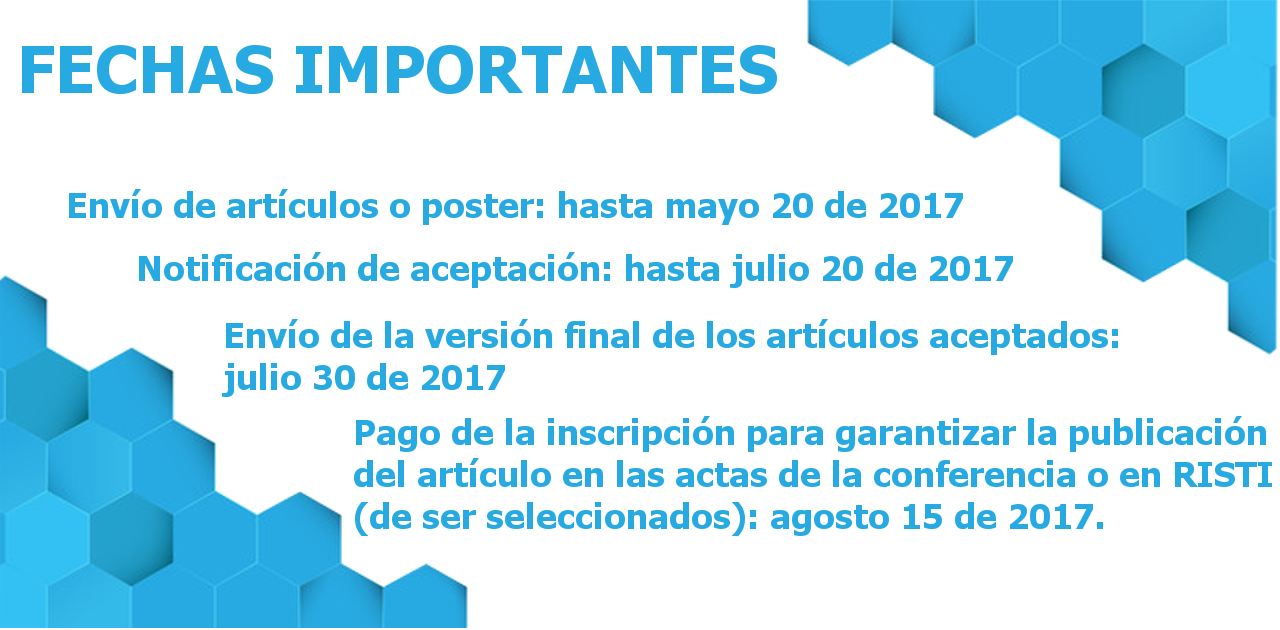 FECHAS IMPORTANTES
Envío de artículos o poster: hasta mayo 20 de 2017
Notificación de aceptación: hasta julio 20 de 2017
Envío de la versión final de los artículos aceptados:
julio 30 de 2017
Pago de la inscripción para garantizar la publicación
del artículo en las actas de la conferencia o en RISTI
(de ser seleccionados): agosto 15 de 2017.